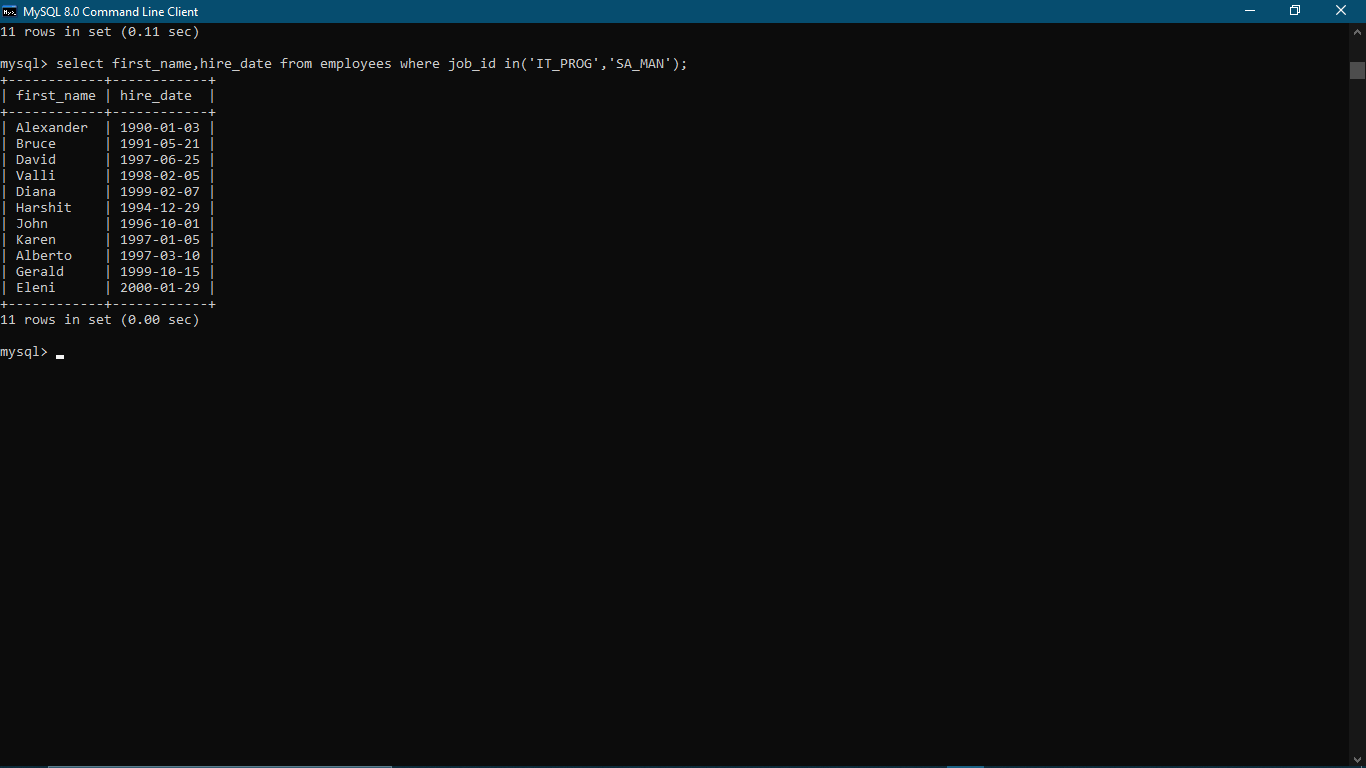 MySQL 8.0 Command Line Client
11 rows in set (0.11 sec)
mysql> select first_name,hire_date from employees where job_id in('IT_PROG','SA_MAN');
+------------+------------+
| first_name | hire_date  |
+------------+------------+
| Alexander  | 1990-01-03 |
| Bruce      | 1991-05-21 |
| David      | 1997-06-25 |
| Valli      | 1998-02-05 |
| Diana      | 1999-02-07 |
| Harshit    | 1994-12-29 |
| John       | 1996-10-01 |
| Karen      | 1997-01-05 |
| Alberto    | 1997-03-10 |
| Gerald     | 1999-10-15 |
| Eleni      | 2000-01-29 |
+------------+------------+
11 rows in set (0.00 sec)
mysql>